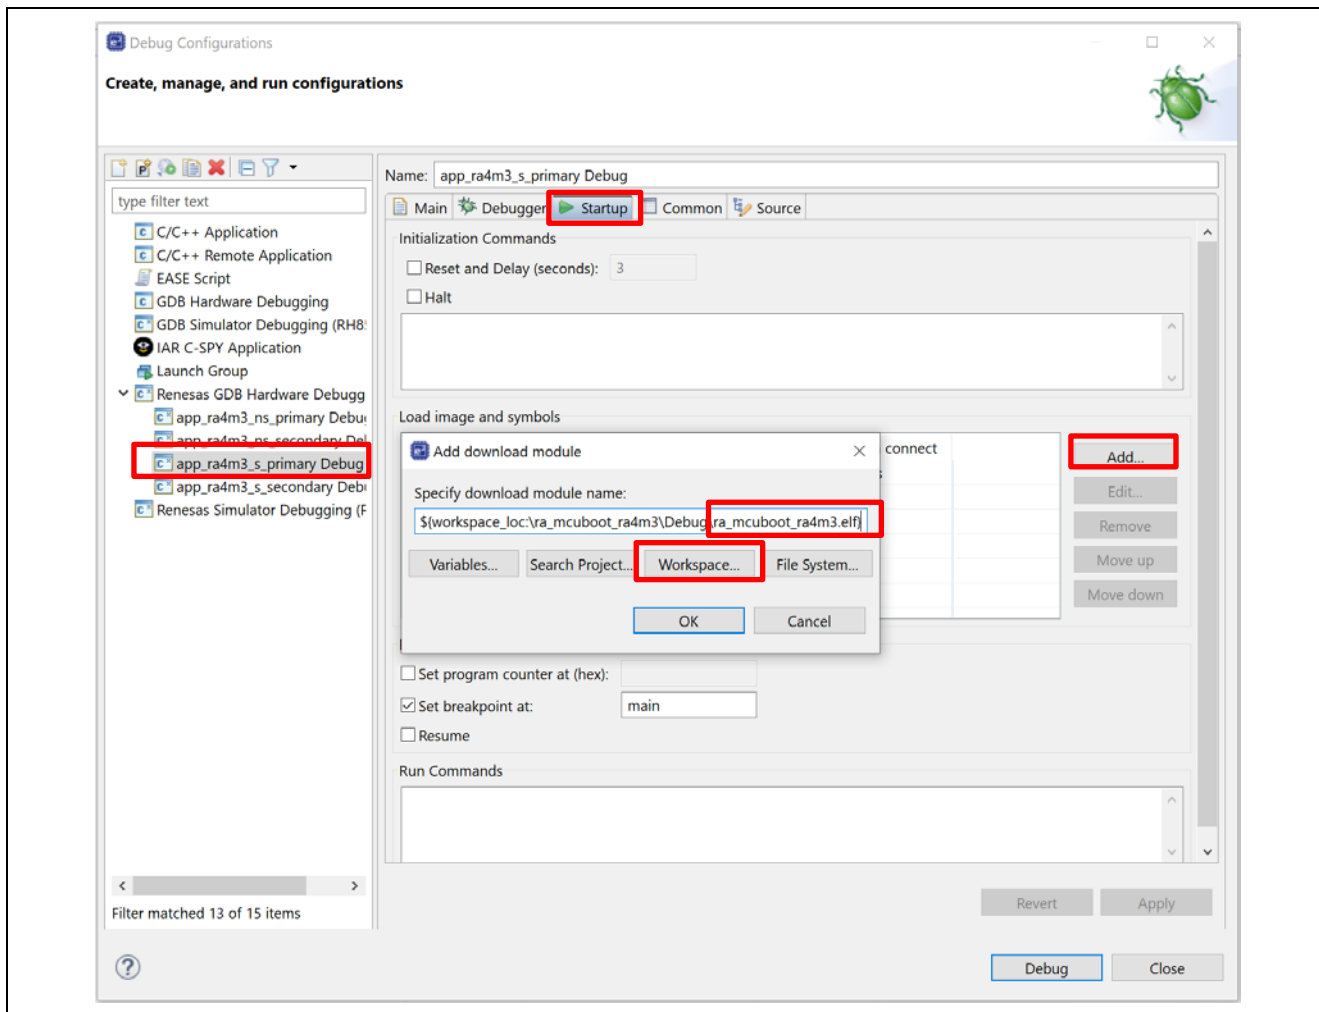 Debug Configurations
Create, manage, and run configurations
type filter text
C/C++ Application
C/C++ Remote Application
EASE Script
GDB Hardware Debugging
GDB Simulator Debugging (RH8
IAR C-SPY Application
Launch Group
Renesas GDB Hardware Debugg
app_ra4m3_ns_primary Debu
app_ra4m3_ns_secondary De
app_ra4m3_s_primary Debug
app_ra4m3_s_secondary Deb
Renesas Simulator Debugging (F
Filter matched 13 of 15 items
Name: app_ra4m3_s_primary Debug
Main Debugger Startup Common Source
Initialization Commands
Reset and Delay (seconds): 3
Halt
Load image and symbols
connect
Add...
Edit...
Remove
Move up
Move down
Add download module
Specify download module name:
${workspace_loc:\ra_mcuboot_ra4m3\Debug\ra_mcuboot_ra4m3.elf}
Variables... Search Project... Workspace... File System...
OK Cancel
Set program counter at (hex):
Set breakpoint at: main
Resume
Run Commands
Revert Apply
Debug Close